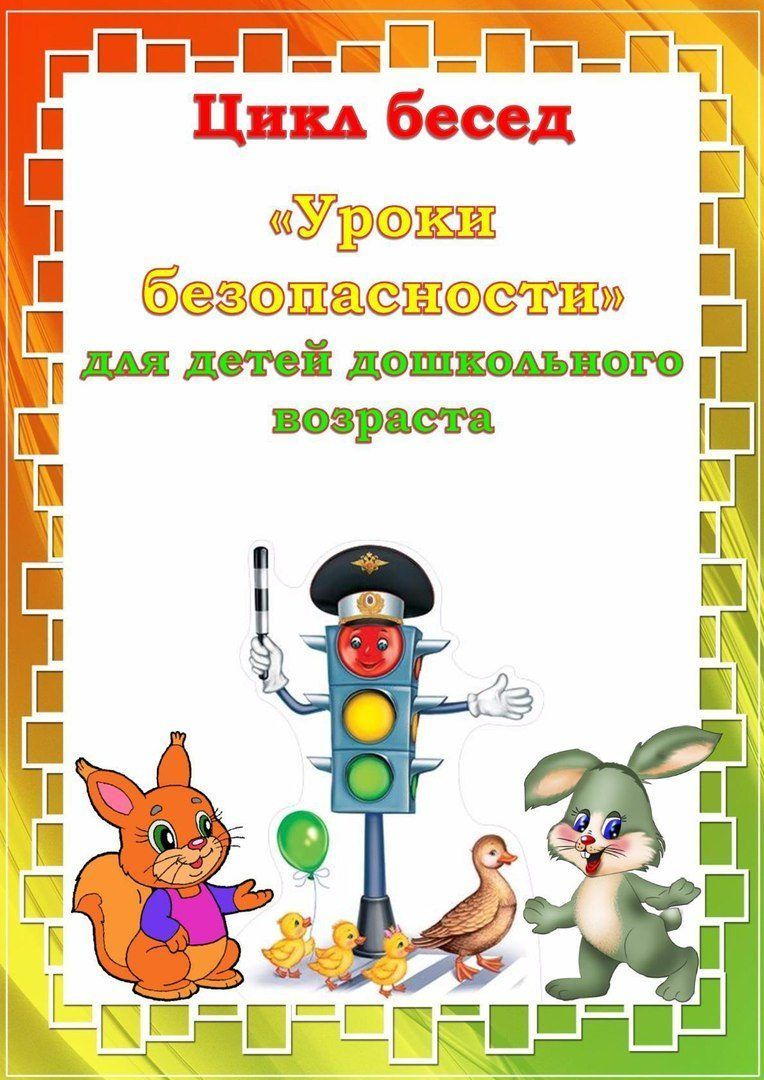 Цикл бесед
«Уроки
безопасности»
для детей дошкольного
возраста